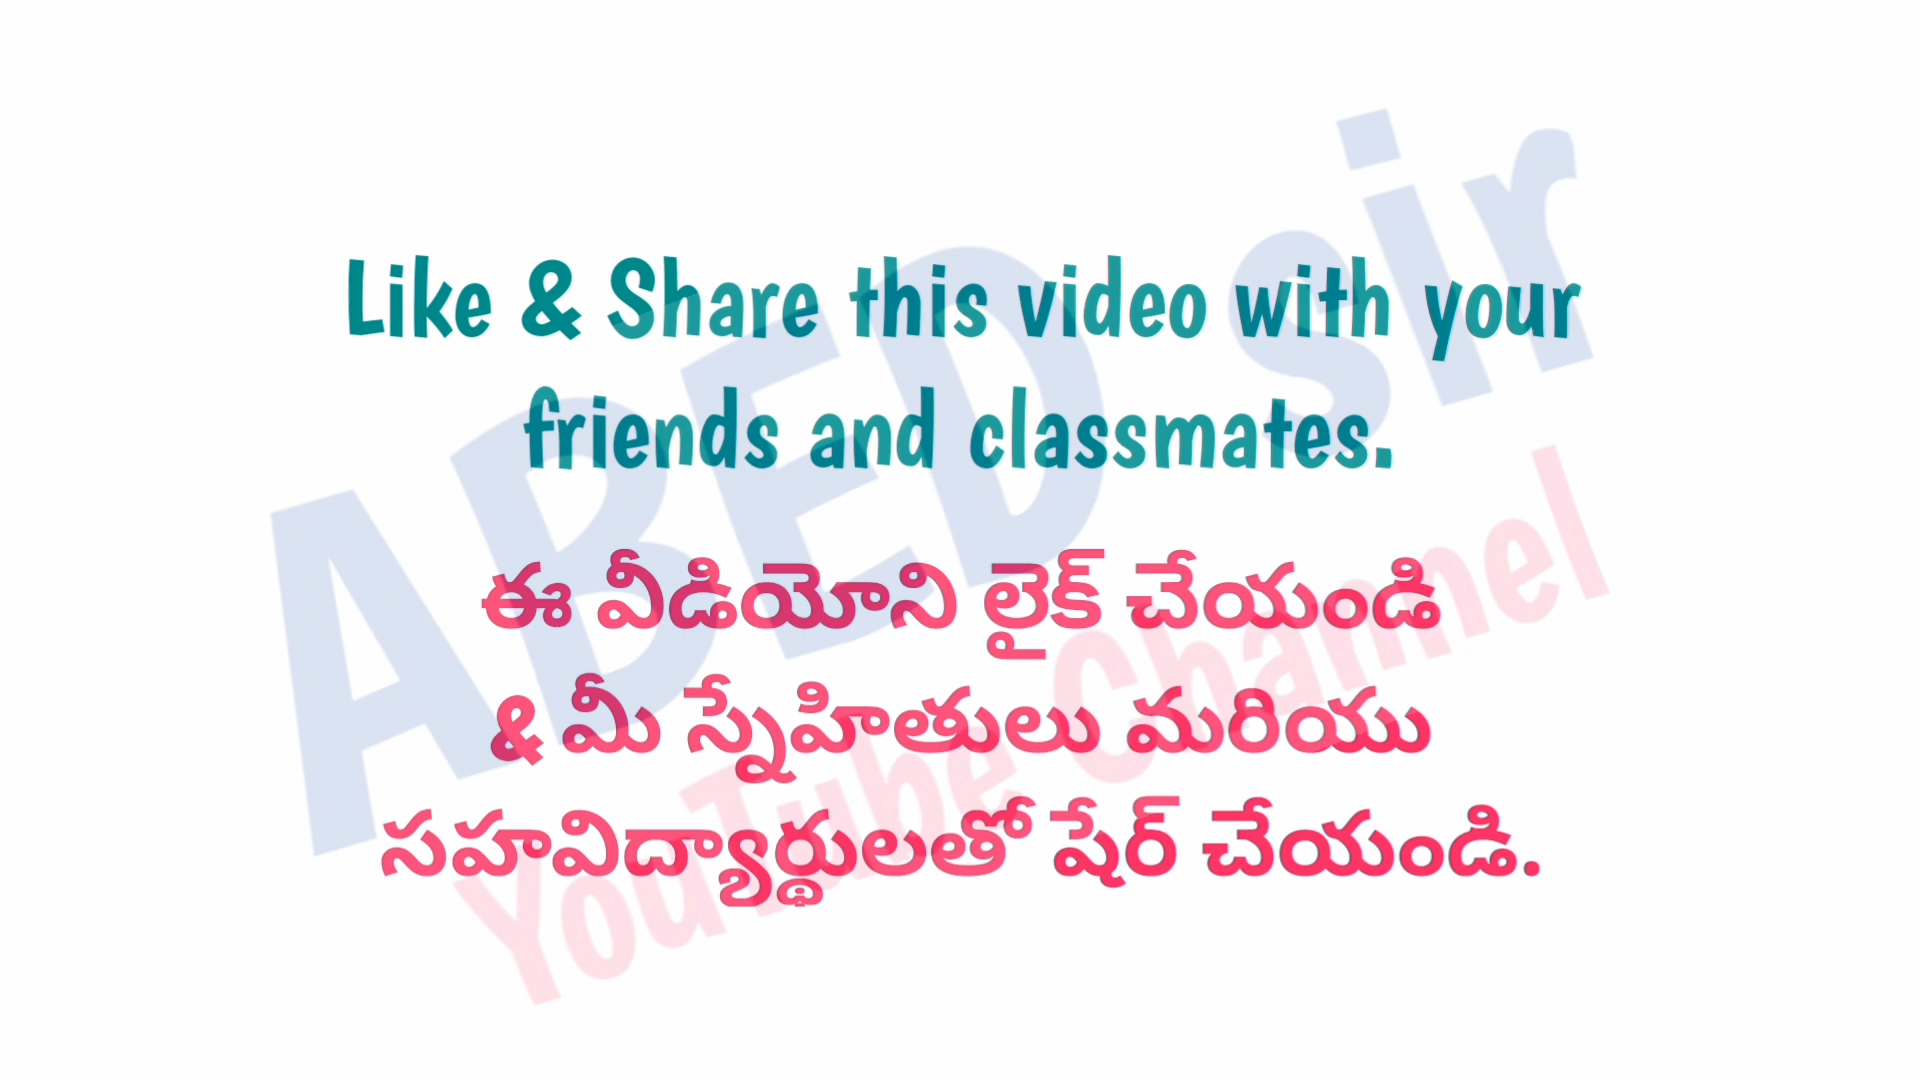 Like & Share this video with your
friends and classmates.
ఈ వీడియోని లైక్ చేయండి
& మీ స్నేహితులు మరియు
సహవిద్యార్థులతో షేర్ చేయండి.
ABED sir
YouTube Channel